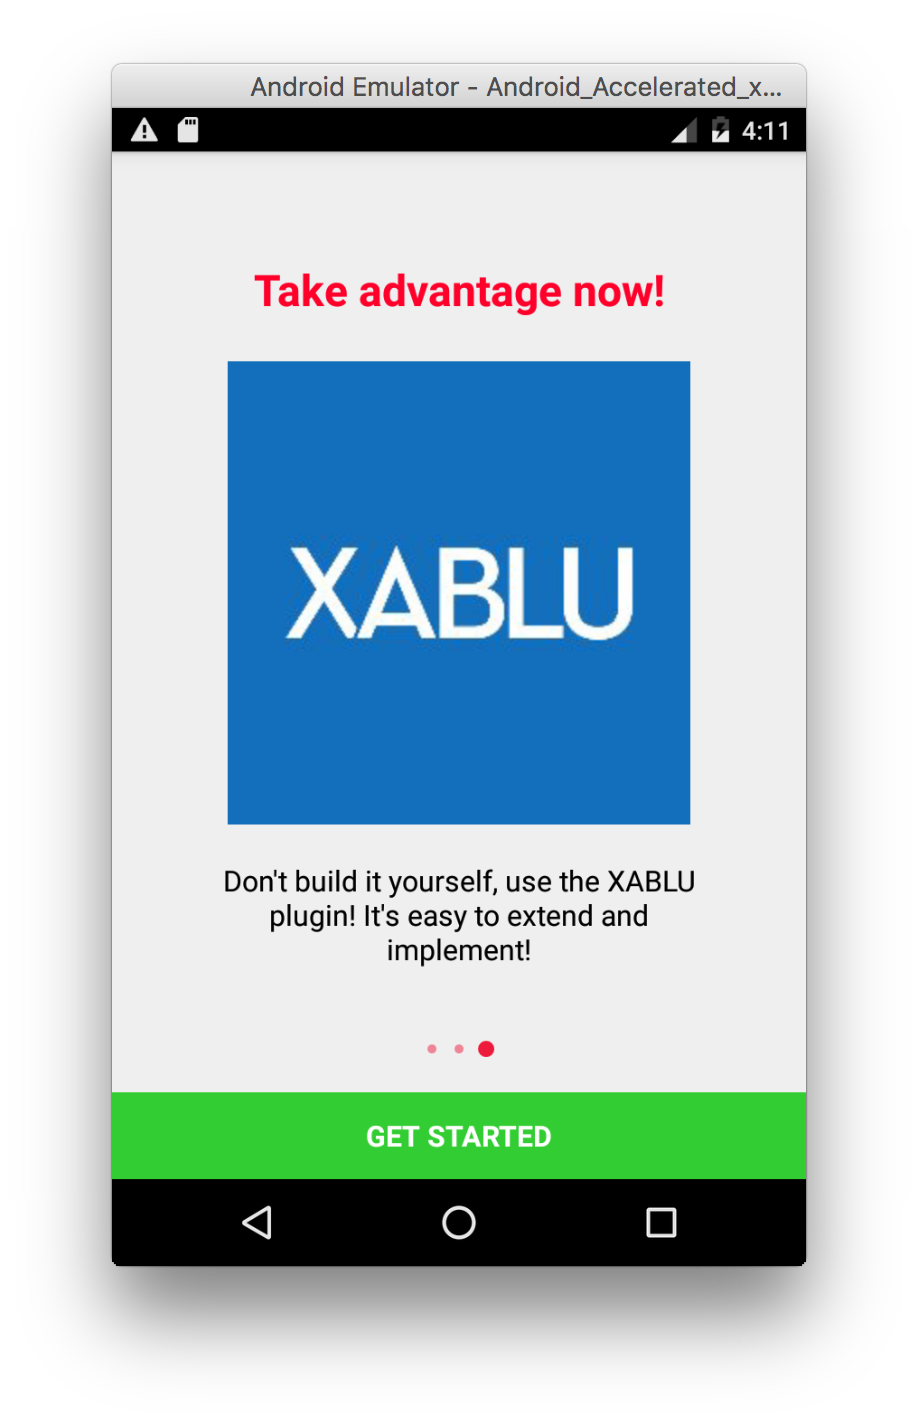 Android Emulator - Android_Accelerated_x...
4:11
Take advantage now!
XABLU
Don't build it yourself, use the XABLU
plugin! It's easy to extend and
implement!
GET STARTED